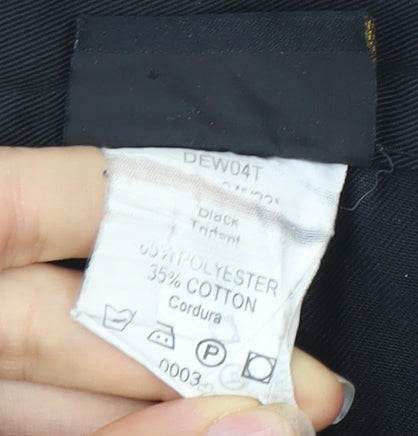 DEW04T
Black
Trident
65% POLYESTER
35% COTTON
Cordura
P
0003